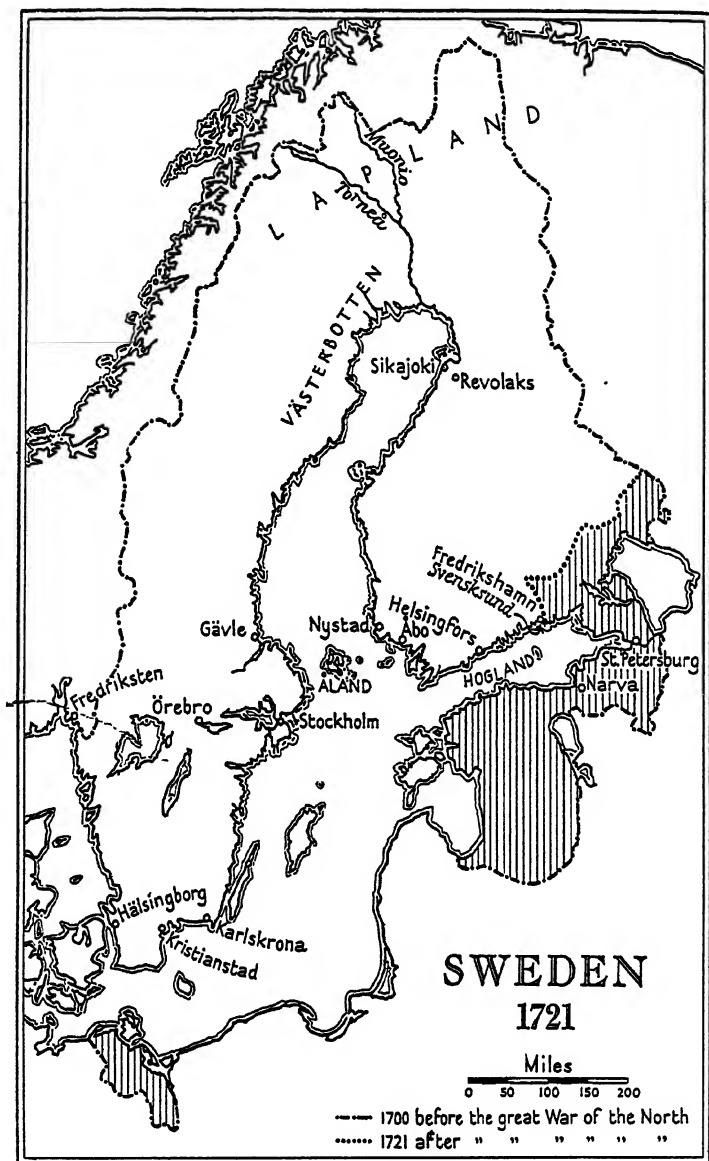 LAPLAND
Muonio
Torneå
VÄSTERBOTTEN
Sikajoki
Revolaks
Fredrikshamn
Svensksund
Helsingfors
Nystad
Åbo
Gävle
ÅLAND
HOGLAND
St. Petersburg
Narva
Fredriksten
Örebro
Stockholm
Hälsingborg
Karlskrona
Kristianstad
SWEDEN
1721
Miles
0 50 100 150 200
1700 before the great War of the North
1721 after " " " " " "